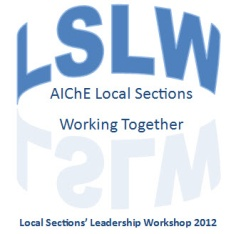 LSLW
AIChE Local Sections
Working Together
Local Sections' Leadership Workshop 2012